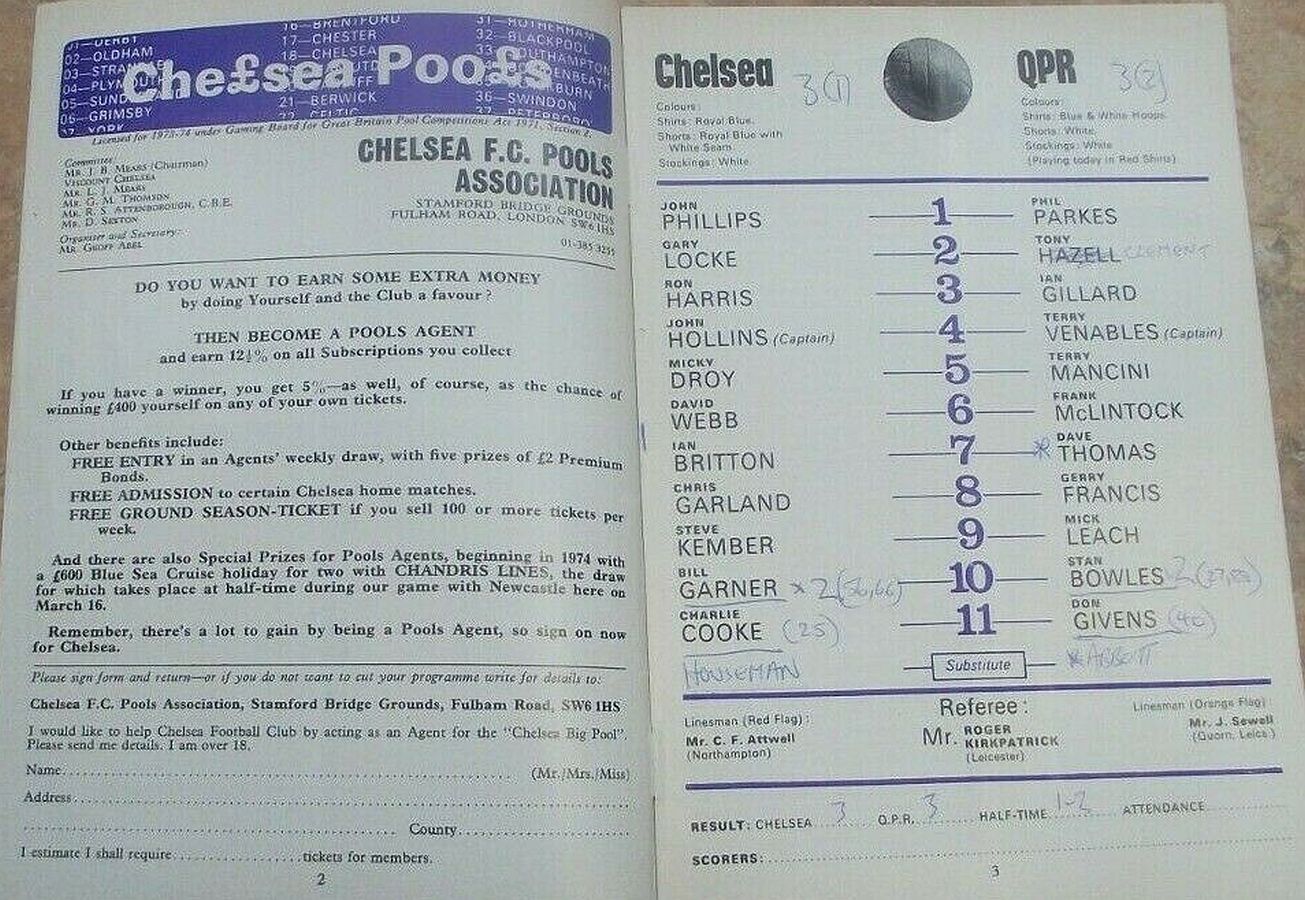 01—DERBY
02—OLDHAM
04—PLYMOUTH
06—GRIMSBY
17—CHESTER
18—CHELSEA
21—BERWICK
22—CELTIC
31—ROTHERHAM
32—BLACKPOOL
36—SWINDON
37—PETERBORO
Che£sea Poo£s
Licensed for 1973-74 under Gaming Board for Great Britain Pool Competitions Act 1971, Section 2.
Committee:
MR. J. B. MEARS (Chairman)
VISCOUNT CHELSEA
MR. L. J. MEARS
MR. G. M. THOMSON
MR. R. S. ATTENBOROUGH, C.B.E.
MR. D. SEXTON
Organiser and Secretary:
MR. GEOFF ABEL
CHELSEA F.C. POOLS
ASSOCIATION
STAMFORD BRIDGE GROUNDS
FULHAM ROAD, LONDON SW6 1HS
01-385 3255
DO YOU WANT TO EARN SOME EXTRA MONEY
by doing Yourself and the Club a favour ?
THEN BECOME A POOLS AGENT
and earn 12½% on all Subscriptions you collect
If you have a winner, you get 5%—as well, of course, as the chance of
winning £400 yourself on any of your own tickets.
Other benefits include:
FREE ENTRY in an Agents' weekly draw, with five prizes of £2 Premium
Bonds.
FREE ADMISSION to certain Chelsea home matches.
FREE GROUND SEASON-TICKET if you sell 100 or more tickets per
week.
And there are also Special Prizes for Pools Agents, beginning in 1974 with
a £600 Blue Sea Cruise holiday for two with CHANDRIS LINES, the draw
for which takes place at half-time during our game with Newcastle here on
March 16.
Remember, there's a lot to gain by being a Pools Agent, so sign on now
for Chelsea.
Please sign form and return—or if you do not want to cut your programme write for details to:
Chelsea F.C. Pools Association, Stamford Bridge Grounds, Fulham Road, SW6 1HS
I would like to help Chelsea Football Club by acting as an Agent for the "Chelsea Big Pool".
Please send me details. I am over 18.
Name (Mr./Mrs./Miss)
Address
County
I estimate I shall require tickets for members.
2
Chelsea 3(1)
Colours:
Shirts: Royal Blue.
Shorts: Royal Blue with
White Seam.
Stockings: White
QPR 3(2)
Colours:
Shirts: Blue & White Hoops.
Shorts: White.
Stockings: White
(Playing today in Red Shirts)
JOHN PHILLIPS 1 PHIL PARKES
GARY LOCKE 2 TONY HAZELL CLEMENT
RON HARRIS 3 IAN GILLARD
JOHN HOLLINS (Captain) 4 TERRY VENABLES (Captain)
MICKY DROY 5 TERRY MANCINI
DAVID WEBB 6 FRANK McLINTOCK
IAN BRITTON 7 * DAVE THOMAS
CHRIS GARLAND 8 GERRY FRANCIS
STEVE KEMBER 9 MICK LEACH
BILL GARNER * 2 (56,66) 10 STAN BOWLES 2
CHARLIE COOKE (25) 11 DON GIVENS
HOUSEMAN Substitute * ABBOTT
Linesman (Red Flag):
Mr. C. F. Attwell
(Northampton)
Referee:
Mr. ROGER KIRKPATRICK
(Leicester)
Linesman (Orange Flag)
Mr. J. Sewell
(Quorn, Leics.)
RESULT: CHELSEA 3 Q.P.R. 3 HALF-TIME 1-2 ATTENDANCE
SCORERS:
3